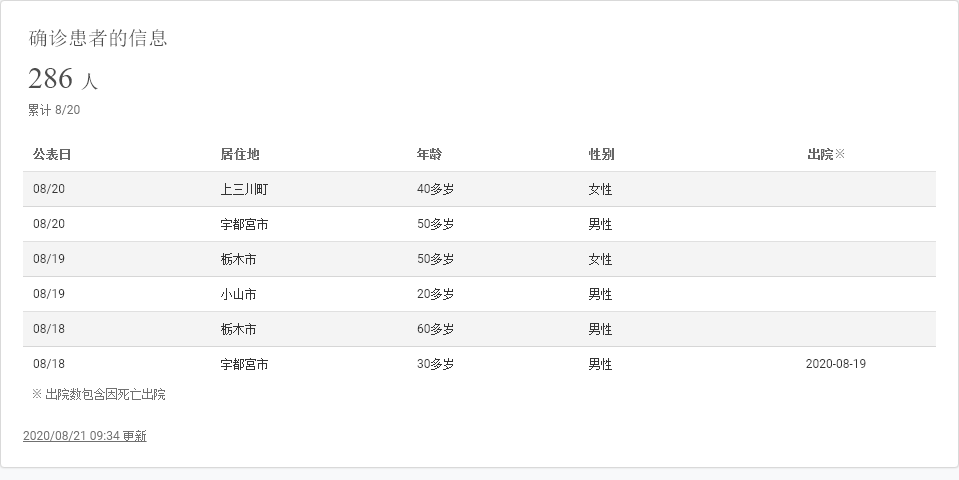 确诊患者的信息
286 人
累计 8/20
公表日 居住地 年龄 性别 出院※
08/20 上三川町 40多岁 女性
08/20 宇都宫市 50多岁 男性
08/19 栃木市 50多岁 女性
08/19 小山市 20多岁 男性
08/18 栃木市 60多岁 男性
08/18 宇都宫市 30多岁 男性 2020-08-19
※ 出院数包含因死亡出院
2020/08/21 09:34 更新